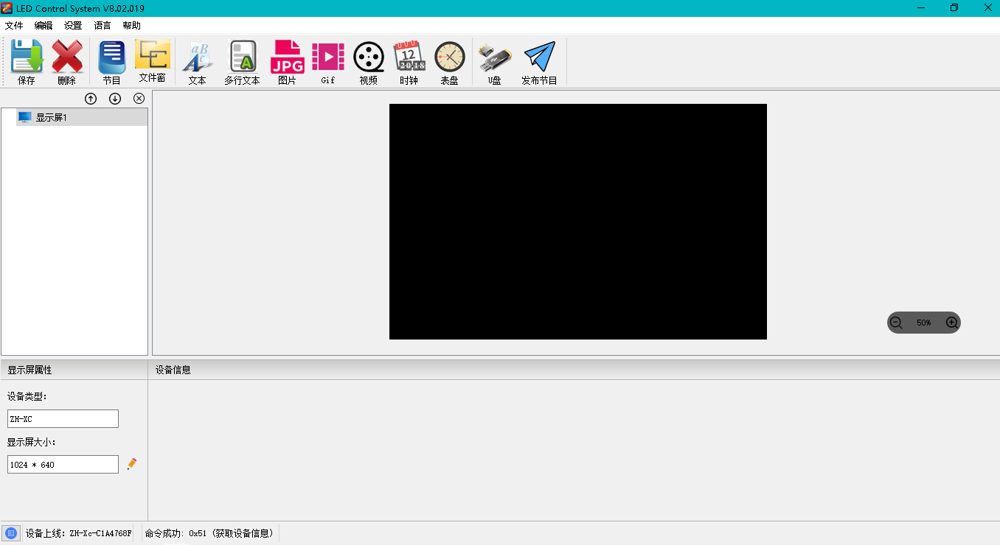 LED Control System V8.02.019
文件 编辑 设置 语言 帮助
JPG
12
2018
aB
c
A
A
保存 删除 节目 文件窗 文本 多行文本 图片 Gif 视频 时钟 表盘 U盘 发布节目
显示屏1
50%
显示屏属性 设备信息
设备类型:
ZH-XC
显示屏大小:
1024 * 640
设备上线: ZH-Xc-C1A4768F 命令成功: 0x51 (获取设备信息)